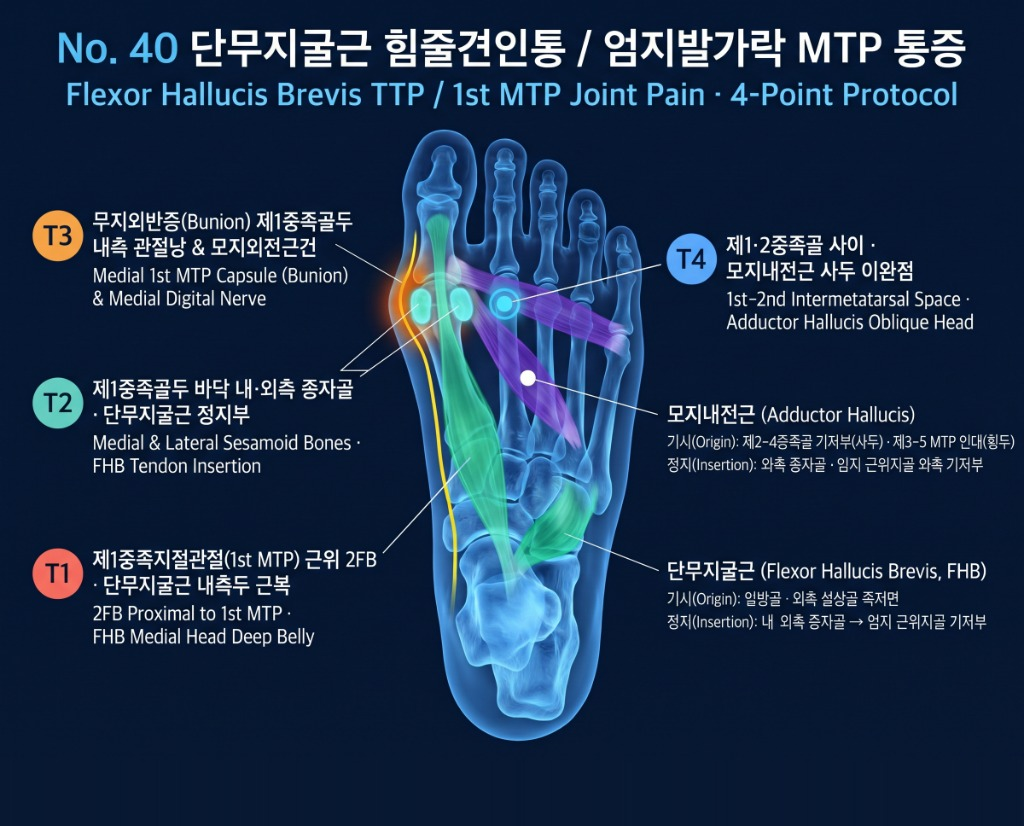 No. 40 단무지굴근 힘줄견인통 / 엄지발가락 MTP 통증
Flexor Hallucis Brevis TTP / 1st MTP Joint Pain · 4-Point Protocol
T3
무지외반증(Bunion) 제1중족골두
내측 관절낭 & 모지외전근건
Medial 1st MTP Capsule (Bunion)
& Medial Digital Nerve
T4
제1·2중족골 사이 ·
모지내전근 사두 이완점
1st–2nd Intermetatarsal Space ·
Adductor Hallucis Oblique Head
T2
제1중족골두 바닥 내·외측 종자골
· 단무지굴근 정지부
Medial & Lateral Sesamoid Bones ·
FHB Tendon Insertion
모지내전근 (Adductor Hallucis)
기시(Origin): 제2–4중족골 기저부(사두) · 제3–5 MTP 인대(횡두)
정지(Insertion): 외측 종자골 · 엄지 근위지골 외측 기저부
T1
제1중족지절관절(1st MTP) 근위 2FB
· 단무지굴근 내측두 근복
2FB Proximal to 1st MTP ·
FHB Medial Head Deep Belly
단무지굴근 (Flexor Hallucis Brevis, FHB)
기시(Origin): 일방골 · 외측 설상골 족저면
정지(Insertion): 내 외측 종자골 → 엄지 근위지골 기저부